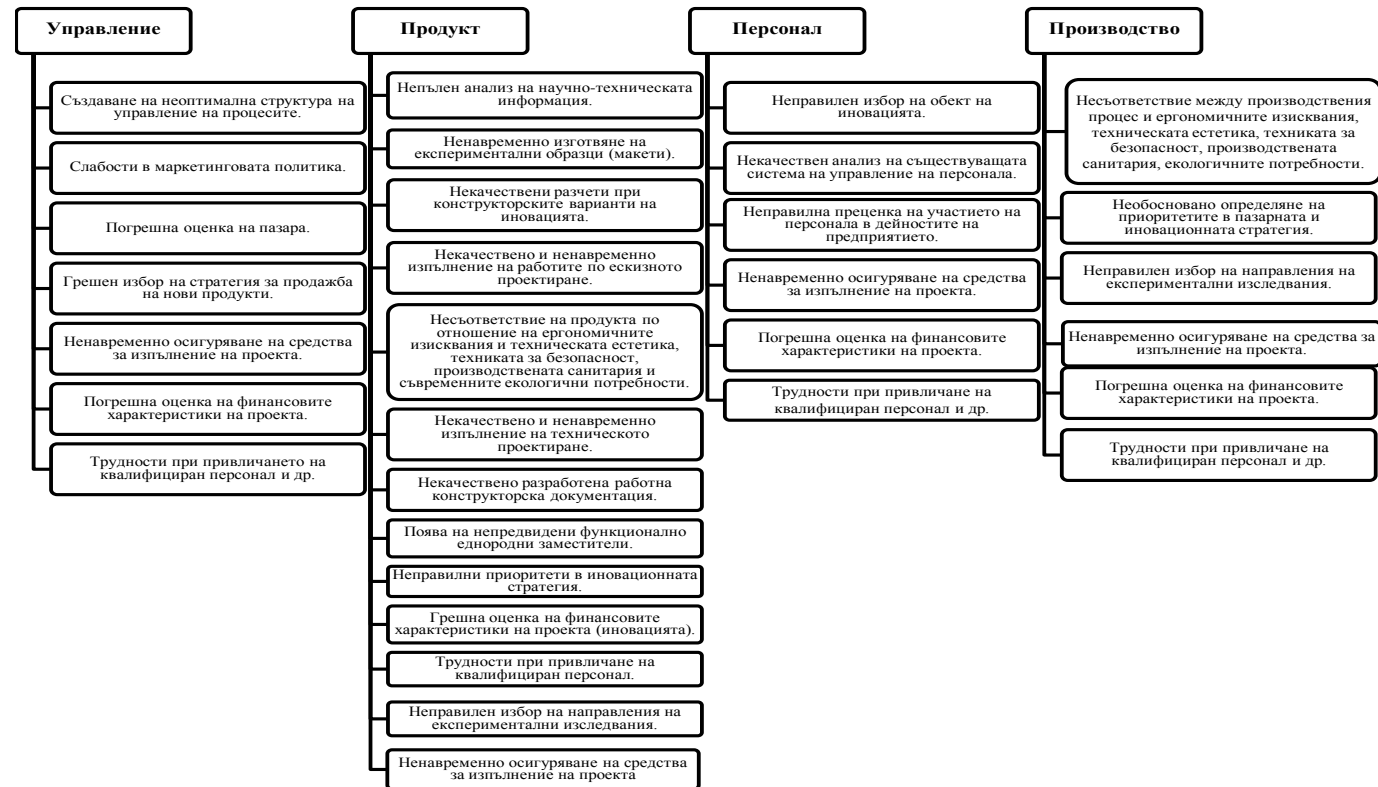 Управление
Създаване на неоптимална структура на
управление на процесите.
Слабости в маркетинговата политика.
Погрешна оценка на пазара.
Грешен избор на стратегия за продажба
на нови продукти.
Ненавременно осигуряване на средства
за изпълнение на проекта.
Погрешна оценка на финансовите
характеристики на проекта.
Трудности при привличането на
квалифициран персонал и др.
Продукт
Непълен анализ на научно-техническата
информация.
Ненавременно изготвяне на
експериментални образци (макети).
Некачествени разчети при
конструкторските варианти на
иновацията.
Некачествено и ненавременно
изпълнение на работите по ескизното
проектиране.
Несъответствие на продукта по
отношение на ергономичните
изисквания и техническата естетика,
техниката за безопасност,
производствената санитария и
съвременните екологични потребности.
Некачествено и ненавременно
изпълнение на техническото
проектиране.
Некачествено разработена работна
конструкторска документация.
Поява на непредвидени функционално
еднородни заместители.
Неправилни приоритети в иновационната
стратегия.
Грешна оценка на финансовите
характеристики на проекта (иновацията).
Трудности при привличане на
квалифициран персонал.
Неправилен избор на направления на
експериментални изследвания.
Ненавременно осигуряване на средства
за изпълнение на проекта
Персонал
Неправилен избор на обект на
иновацията.
Некачествен анализ на съществуващата
система на управление на персонала.
Неправилна преценка на участието на
персонала в дейностите на
предприятието.
Ненавременно осигуряване на средства
за изпълнение на проекта.
Погрешна оценка на финансовите
характеристики на проекта.
Трудности при привличане на
квалифициран персонал и др.
Производство
Несъответствие между производствения
процес и ергономичните изисквания,
техническата естетика, техниката за
безопасност, производствената
санитария, екологичните потребности.
Необосновано определяне на
приоритетите в пазарната и
иновационната стратегия.
Неправилен избор на направления на
експериментални изследвания.
Ненавременно осигуряване на средства за
изпълнение на проекта.
Погрешна оценка на финансовите
характеристики на проекта.
Трудности при привличане на
квалифициран персонал и др.